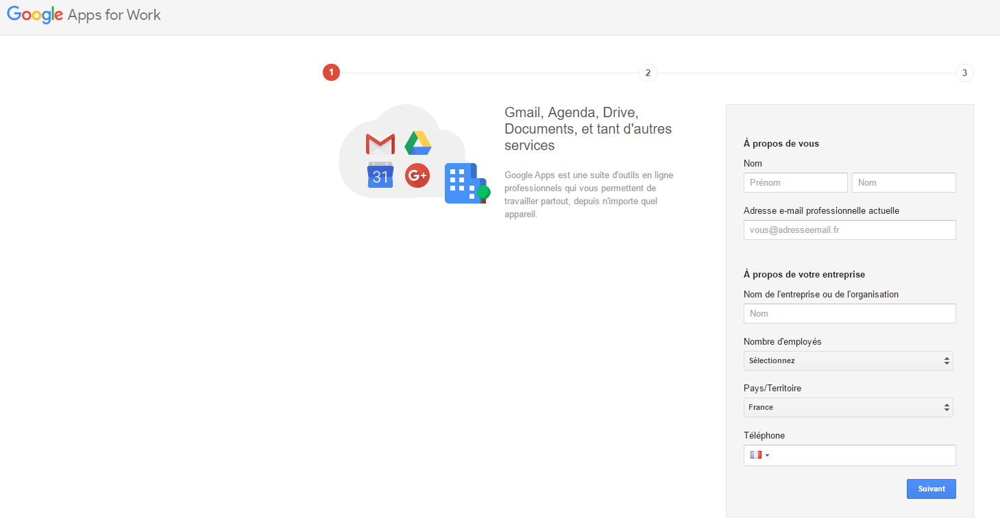 Google Apps for Work
1
2
3
Gmail, Agenda, Drive,
Documents, et tant d'autres
services
Google Apps est une suite d'outils en ligne
professionnels qui vous permettent de
travailler partout, depuis n'importe quel
appareil.
31
G+
À propos de vous
Nom
Prénom
Nom
Adresse e-mail professionnelle actuelle
vous@adresseemail.fr
À propos de votre entreprise
Nom de l'entreprise ou de l'organisation
Nom
Nombre d'employés
Sélectionnez
Pays/Territoire
France
Téléphone
Suivant